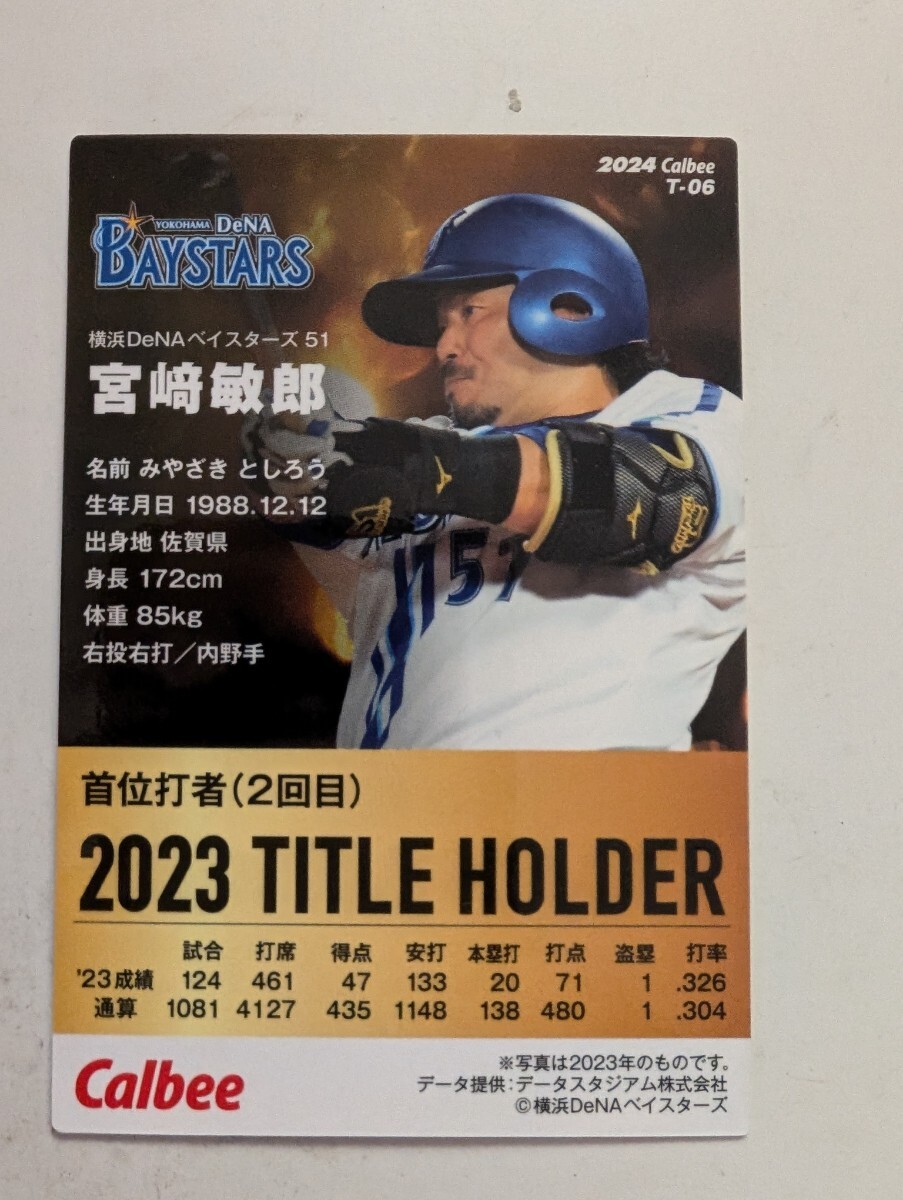 2024 Calbee
T-06
YOKOHAMA DeNA
BAYSTARS
横浜DeNAベイスターズ 51
宮﨑敏郎
名前 みやざき としろう
生年月日 1988.12.12
出身地 佐賀県
身長 172cm
体重 85kg
右投右打／内野手
51
首位打者(2回目)
2023 TITLE HOLDER
試合 打席 得点 安打 本塁打 打点 盗塁 打率
'23成績 124 461 47 133 20 71 1 .326
通算 1081 4127 435 1148 138 480 1 .304
Calbee
※写真は2023年のものです。
データ提供：データスタジアム株式会社
©横浜DeNAベイスターズ